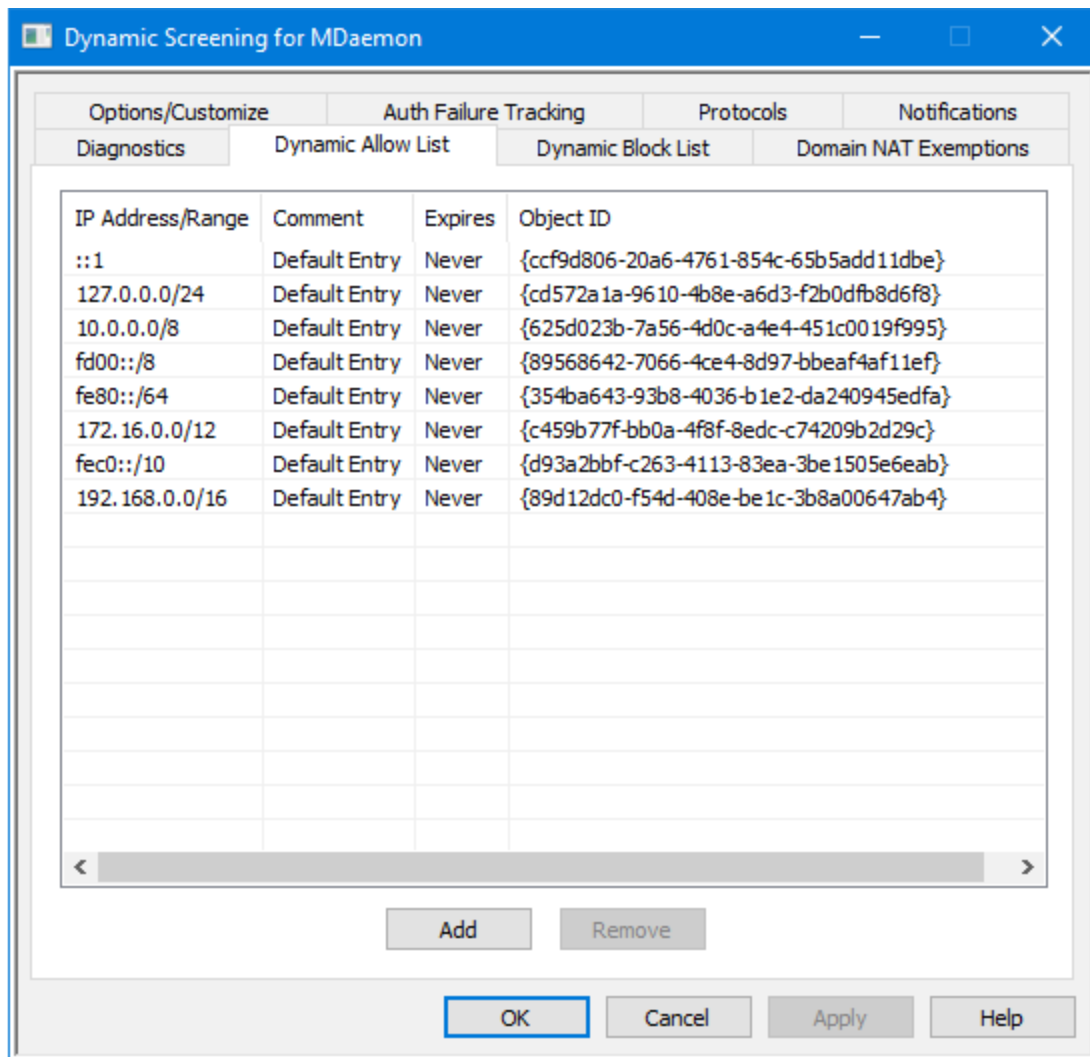 Dynamic Screening for MDaemon
Options/Customize Auth Failure Tracking Protocols Notifications
Diagnostics Dynamic Allow List Dynamic Block List Domain NAT Exemptions
IP Address/Range Comment Expires Object ID
::1 Default Entry Never {ccf9d806-20a6-4761-854c-65b5add11dbe}
127.0.0.0/24 Default Entry Never {cd572a1a-9610-4b8e-a6d3-f2b0dfb8d6f8}
10.0.0.0/8 Default Entry Never {625d023b-7a56-4d0c-a4e4-451c0019f995}
fd00::/8 Default Entry Never {89568642-7066-4ce4-8d97-bbeaf4af11ef}
fe80::/64 Default Entry Never {354ba643-93b8-4036-b1e2-da240945edfa}
172.16.0.0/12 Default Entry Never {c459b77f-bb0a-4f8f-8edc-c74209b2d29c}
fec0::/10 Default Entry Never {d93a2bbf-c263-4113-83ea-3be1505e6eab}
192.168.0.0/16 Default Entry Never {89d12dc0-f54d-408e-be1c-3b8a00647ab4}
Add Remove
OK Cancel Apply Help